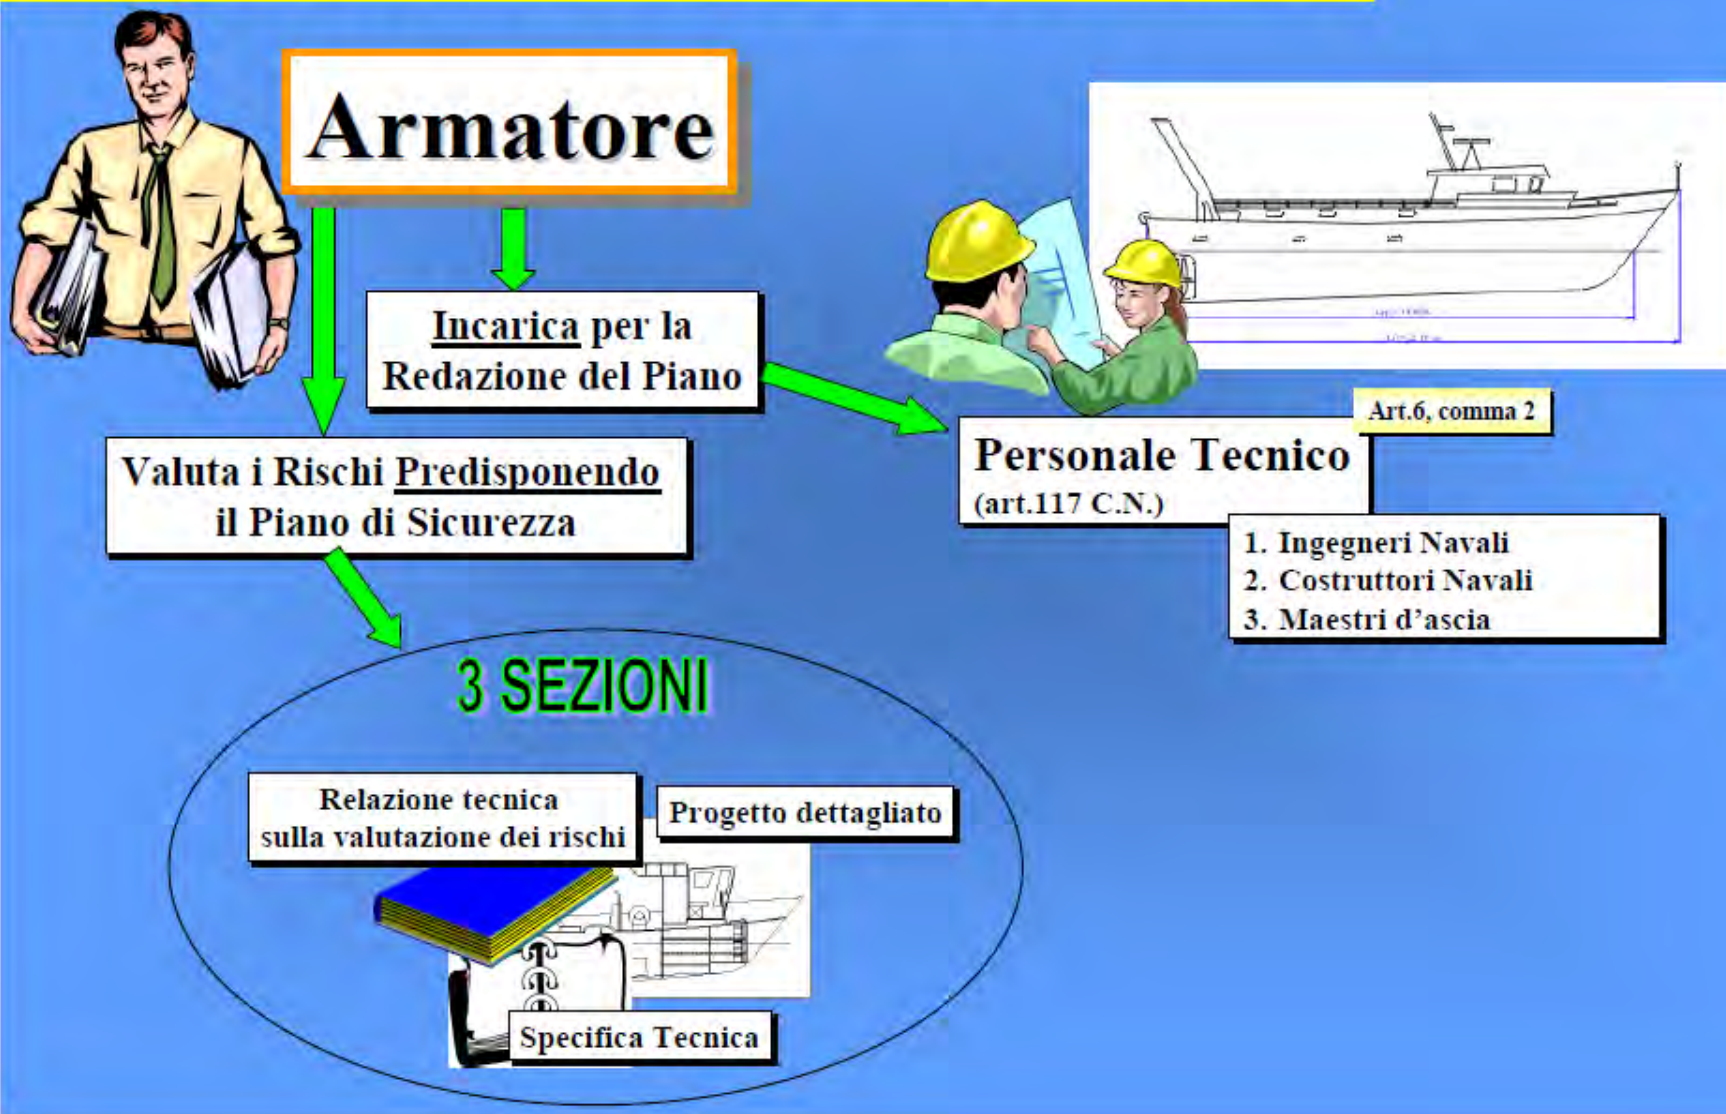 Armatore
Incarica per la
Redazione del Piano
Valuta i Rischi Predisponendo
il Piano di Sicurezza
Art.6, comma 2
Personale Tecnico
(art.117 C.N.)
1. Ingegneri Navali
2. Costruttori Navali
3. Maestri d'ascia
3 SEZIONI
Relazione tecnica
sulla valutazione dei rischi
Progetto dettagliato
Specifica Tecnica